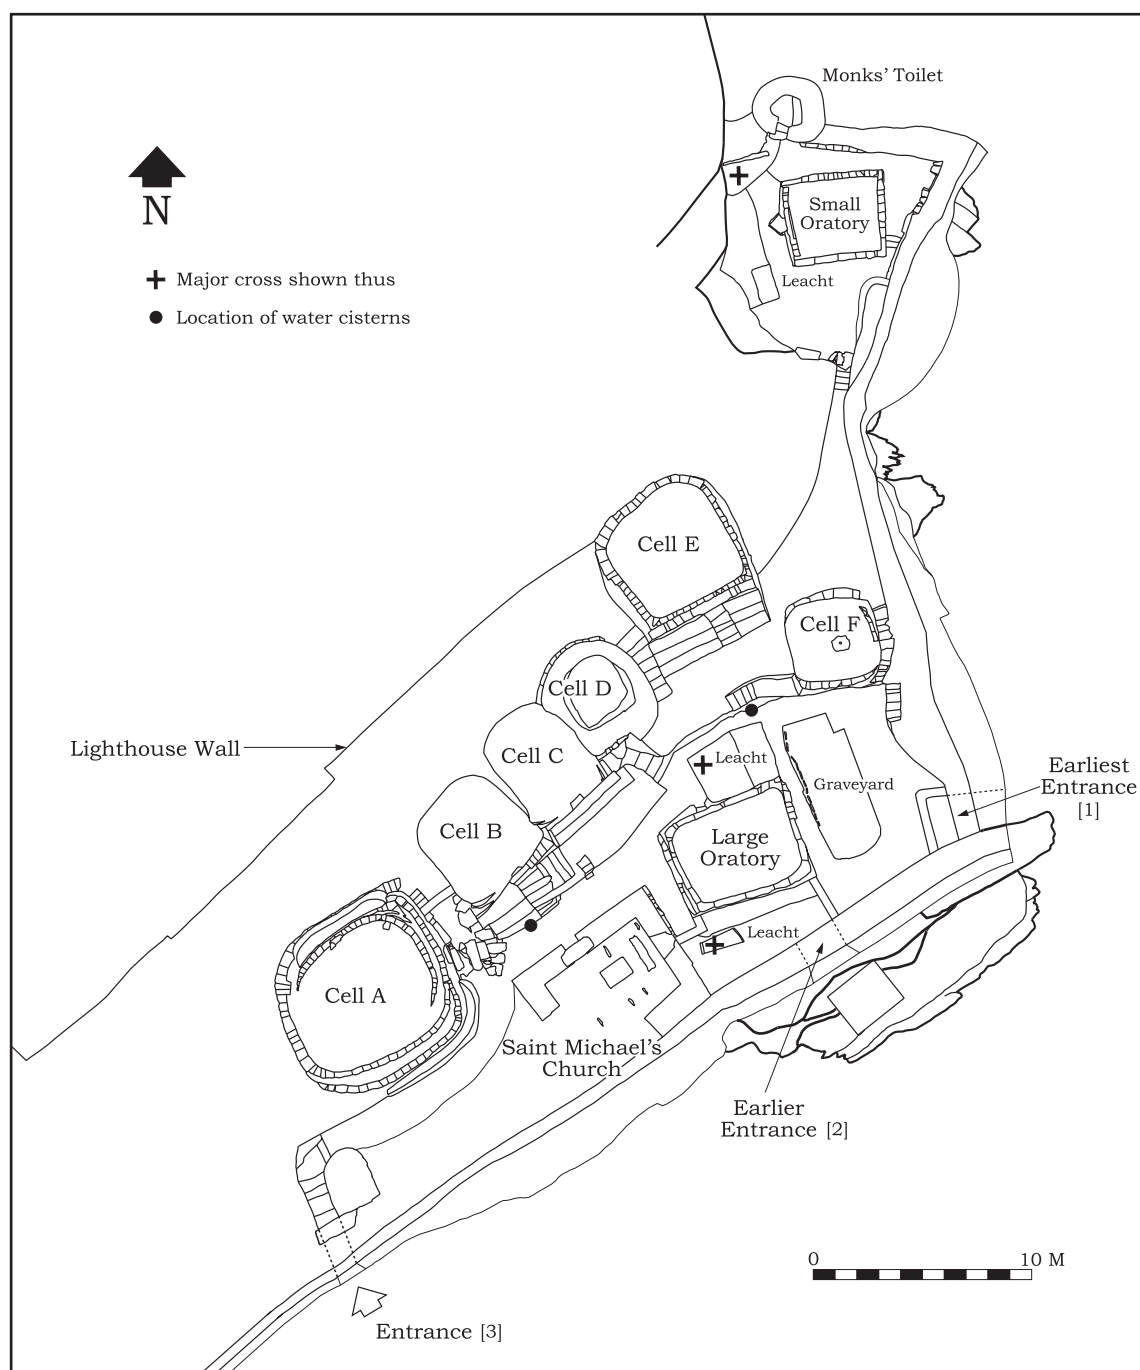 Monks' Toilet
N
Small
Oratory
Major cross shown thus
Leacht
Location of water cisterns
Cell E
Cell F
Cell D
Lighthouse Wall
Cell C
Leacht
Graveyard
Earliest
Entrance
[1]
Cell B
Large
Oratory
Leacht
Cell A
Saint Michael's
Church
Earlier
Entrance [2]
0 10 M
Entrance [3]